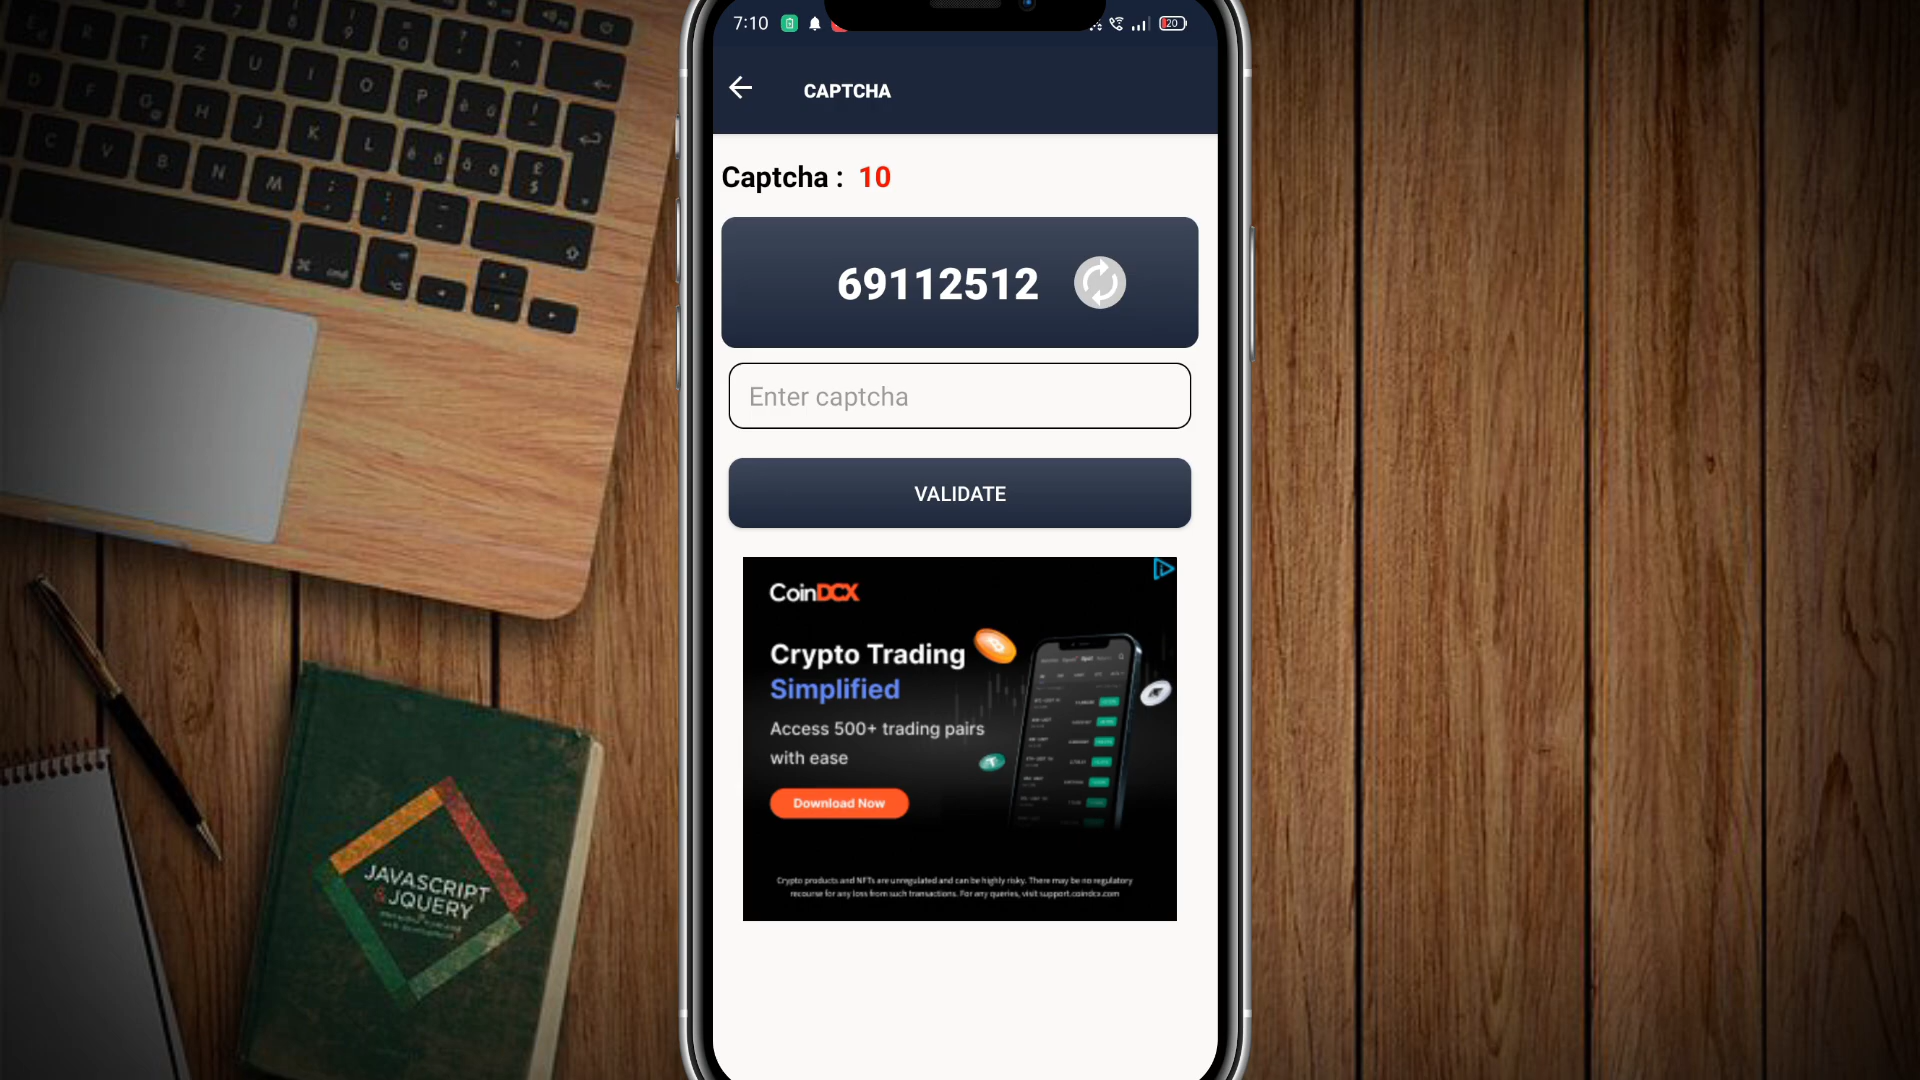 7:10
20
CAPTCHA
Captcha : 10
69112512
Enter captcha
VALIDATE
CoinDCX
Crypto Trading
Simplified
Access 500+ trading pairs
with ease
Download Now
Crypto products and NFTs are unregulated and can be highly risky. There may be no regulatory
recourse for any loss from such transactions. For any queries, visit support.coindcx.com
JAVASCRIPT
& JQUERY
R T Z U I O P
D F G H J K L
C V B N M
cmd